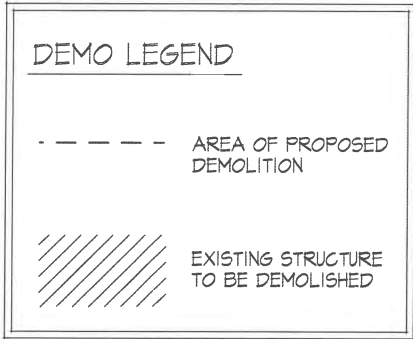 DEMO LEGEND
AREA OF PROPOSED
DEMOLITION
EXISTING STRUCTURE
TO BE DEMOLISHED